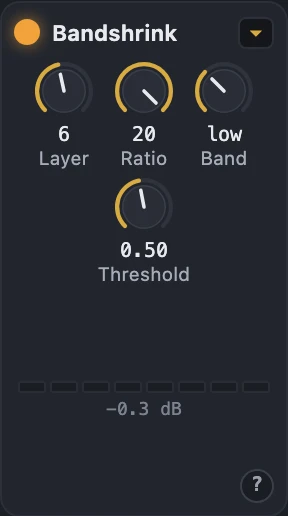 Bandshrink
6 20 low
Layer Ratio Band
0.50
Threshold
−0.3 dB
?